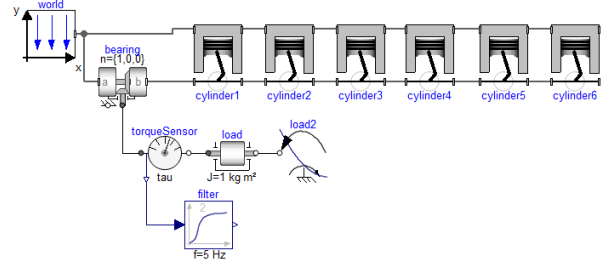 world
y
x
bearing
n={1,0,0}
a
b
cylinder1
cylinder2
cylinder3
cylinder4
cylinder5
cylinder6
torqueSensor
tau
load
J=1 kg m²
load2
filter
2
f=5 Hz